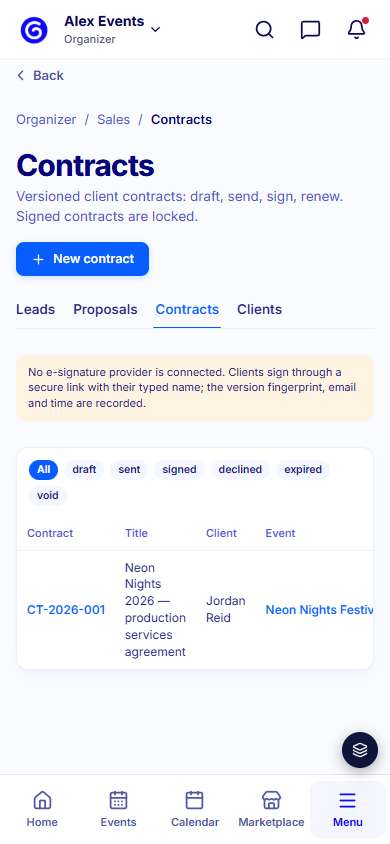 Alex Events
Organizer
Back
Organizer / Sales / Contracts
Contracts
Versioned client contracts: draft, send, sign, renew.
Signed contracts are locked.
+ New contract
Leads Proposals Contracts Clients
No e-signature provider is connected. Clients sign through a
secure link with their typed name; the version fingerprint, email
and time are recorded.
All draft sent signed declined expired
void
Contract Title Client Event
Neon
Nights
2026 —
production
services
agreement
CT-2026-001
Jordan
Reid
Neon Nights Festiv
Home Events Calendar Marketplace Menu